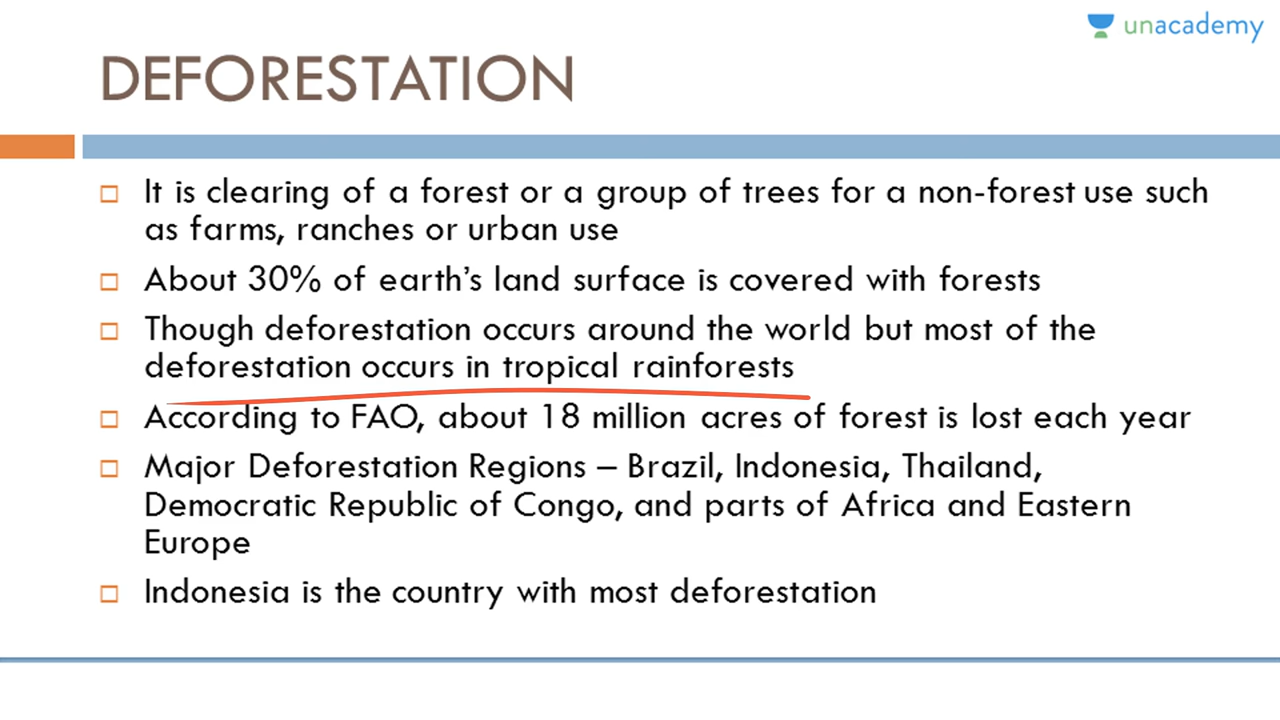 unacademy
DEFORESTATION
It is clearing of a forest or a group of trees for a non-forest use such
as farms, ranches or urban use
About 30% of earth’s land surface is covered with forests
Though deforestation occurs around the world but most of the
deforestation occurs in tropical rainforests
According to FAO, about 18 million acres of forest is lost each year
Major Deforestation Regions – Brazil, Indonesia, Thailand,
Democratic Republic of Congo, and parts of Africa and Eastern
Europe
Indonesia is the country with most deforestation